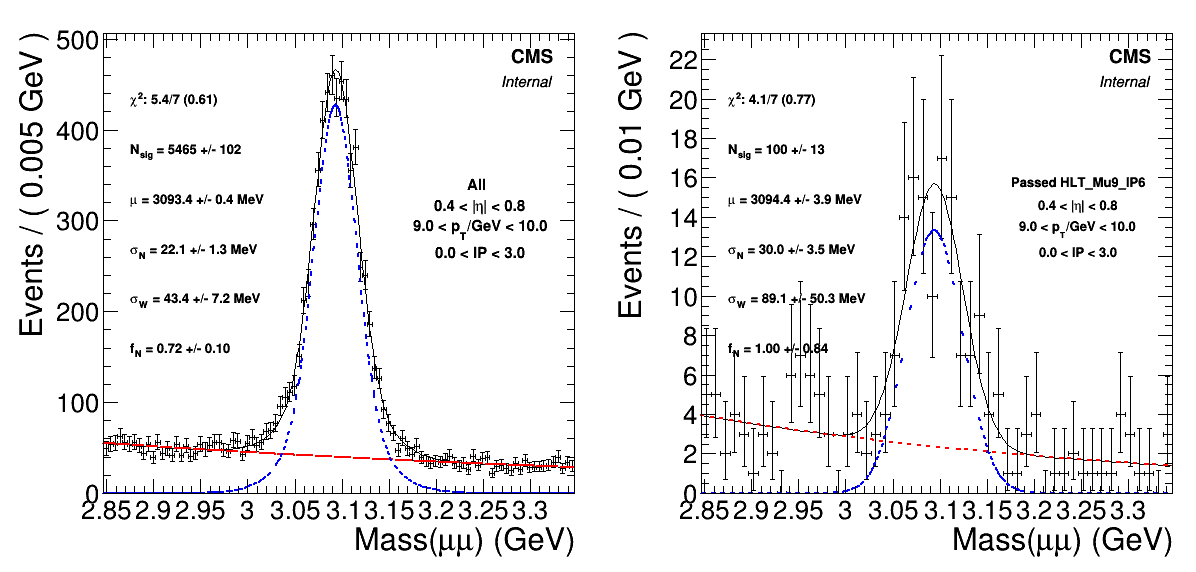 Events / ( 0.005 GeV )
500
400
300
200
100
0
CMS
Internal
χ²: 5.4/7 (0.61)
N_sig = 5465 +/- 102
μ = 3093.4 +/- 0.4 MeV
σ_N = 22.1 +/- 1.3 MeV
σ_W = 43.4 +/- 7.2 MeV
f_N = 0.72 +/- 0.10
All
0.4 < |η| < 0.8
9.0 < p_T/GeV < 10.0
0.0 < IP < 3.0
2.85 2.9 2.95 3 3.05 3.1 3.15 3.2 3.25 3.3
Mass(μμ) (GeV)
Events / ( 0.01 GeV )
22
20
18
16
14
12
10
8
6
4
2
0
CMS
Internal
χ²: 4.1/7 (0.77)
N_sig = 100 +/- 13
μ = 3094.4 +/- 3.9 MeV
σ_N = 30.0 +/- 3.5 MeV
σ_W = 89.1 +/- 50.3 MeV
f_N = 1.00 +/- 0.84
Passed HLT_Mu9_IP6
0.4 < |η| < 0.8
9.0 < p_T/GeV < 10.0
0.0 < IP < 3.0
2.85 2.9 2.95 3 3.05 3.1 3.15 3.2 3.25 3.3
Mass(μμ) (GeV)